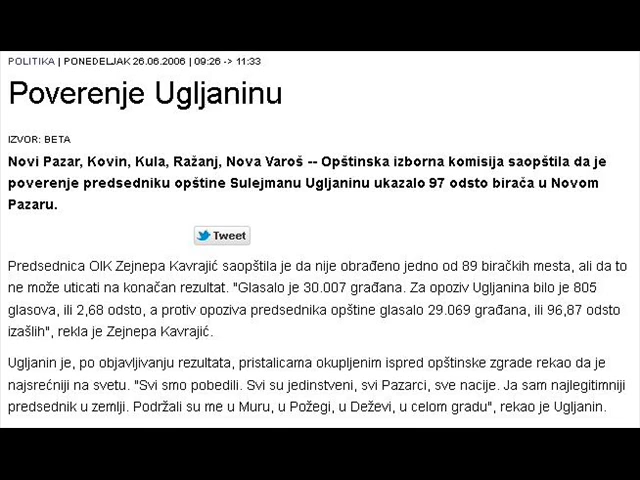 POLITIKA | PONEDELJAK 26.06.2006 | 09:26 -> 11:33
Poverenje Ugljaninu
IZVOR: BETA
Novi Pazar, Kovin, Kula, Ražanj, Nova Varoš -- Opštinska izborna komisija saopštila da je
poverenje predsedniku opštine Sulejmanu Ugljaninu ukazalo 97 odsto birača u Novom
Pazaru.
Tweet
Predsednica OIK Zejnepa Kavrajić saopštila je da nije obrađeno jedno od 89 biračkih mesta, ali da to
ne može uticati na konačan rezultat. "Glasalo je 30.007 građana. Za opoziv Ugljanina bilo je 805
glasova, ili 2,68 odsto, a protiv opoziva predsednika opštine glasalo 29.069 građana, ili 96,87 odsto
izašlih", rekla je Zejnepa Kavrajić.
Ugljanin je, po objavljivanju rezultata, pristalicama okupljenim ispred opštinske zgrade rekao da je
najsrećniji na svetu. "Svi smo pobedili. Svi su jedinstveni, svi Pazarci, sve nacije. Ja sam najlegitimniji
predsednik u zemlji. Podržali su me u Muru, u Požegi, u Deževi, u celom gradu", rekao je Ugljanin.